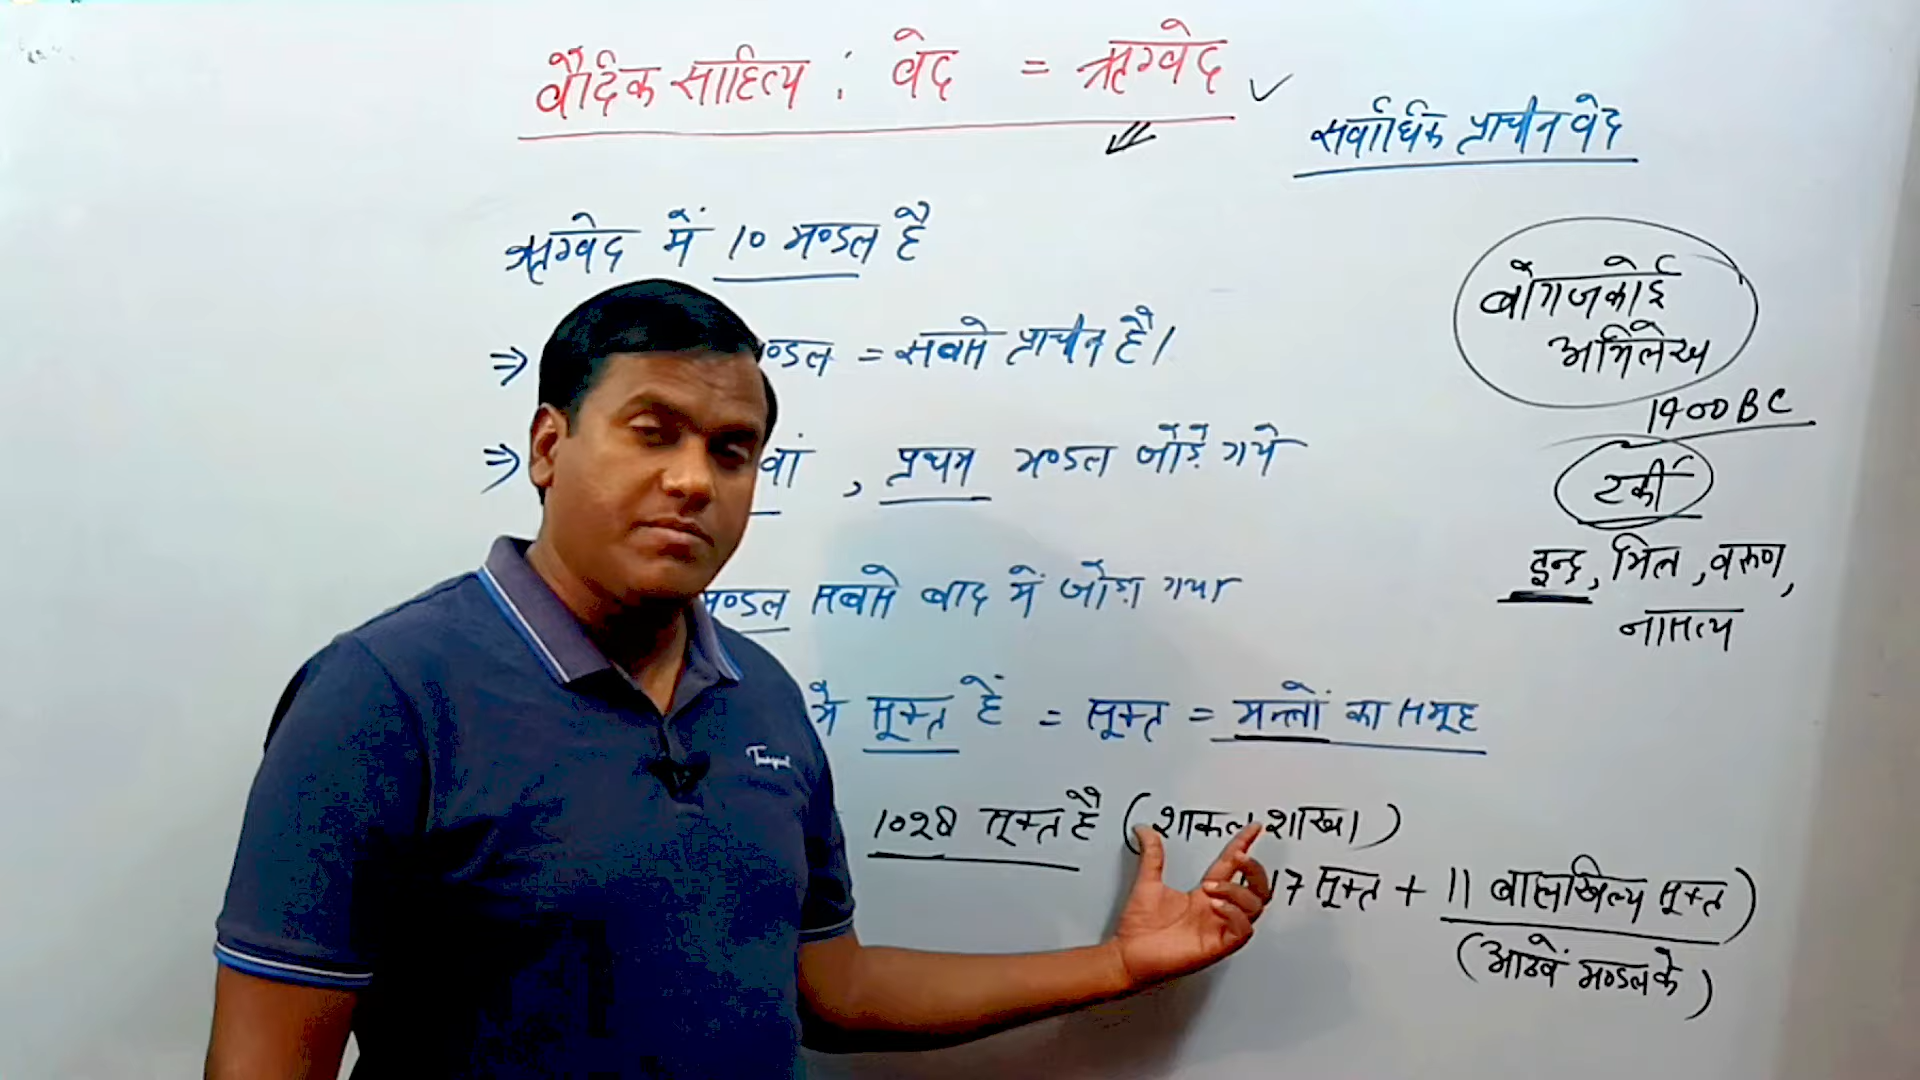 वैदिक साहित्य : वेद = ऋग्वेद ✓
सर्वाधिक प्राचीन वेद
ऋग्वेद में 10 मण्डल है
⇒ ण्डल = सबसे प्राचीन है।
⇒ वां , प्रथम मण्डल जोड़े गये
मण्डल सबसे बाद में जोड़ा गया
मे सूक्त हैं = सूक्त = मन्त्रों का समूह
1028 सूक्त है (शाकल शाखा)
17 सूक्त + 11 बालखिल्य सूक्त)
(आठवें मण्डल के)
बोगजकोई
अभिलेख
1400 BC
टर्की
इन्द्र, मित्र, वरुण,
नासत्य